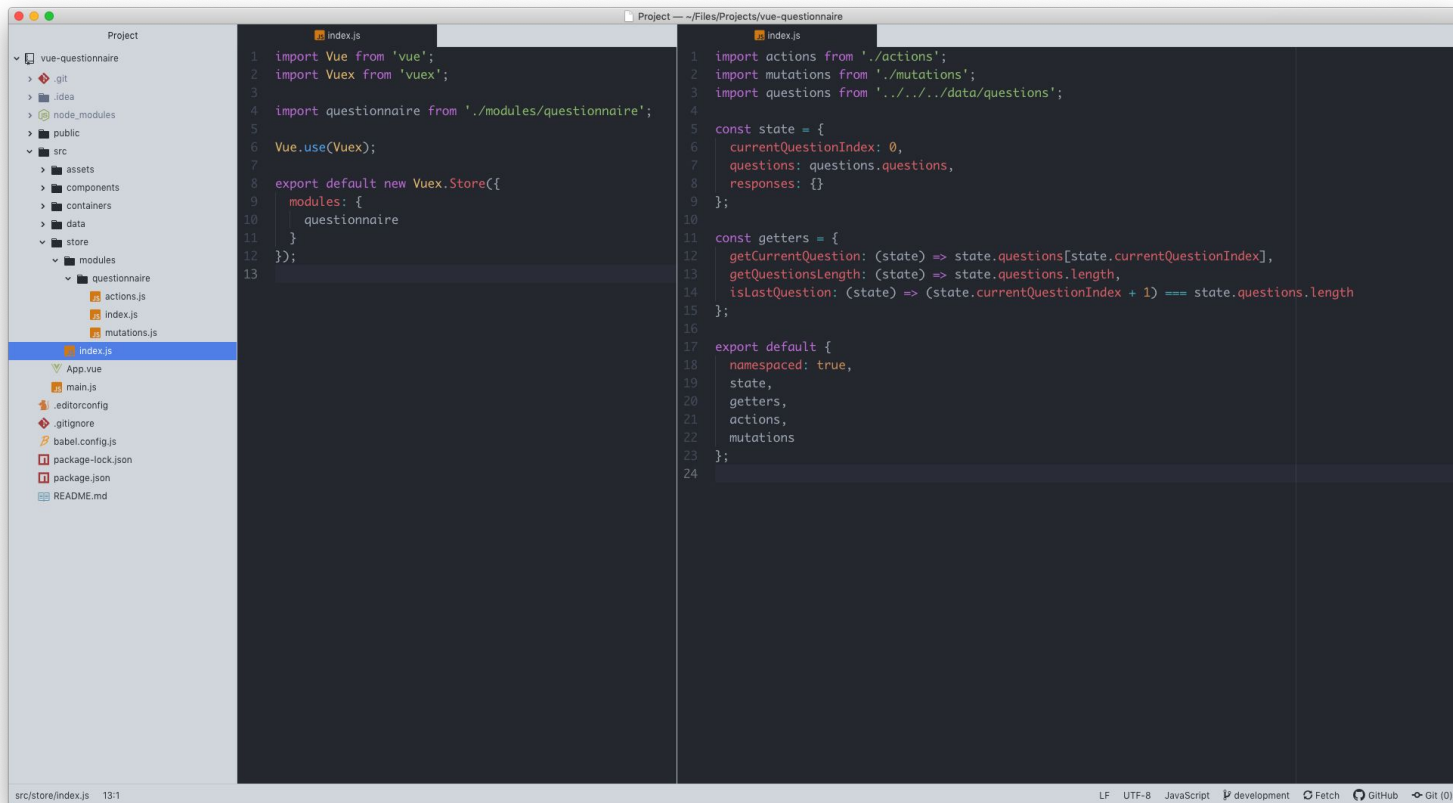 Project — ~/Files/Projects/vue-questionnaire
Project
vue-questionnaire
.git
.idea
node_modules
public
src
assets
components
containers
data
store
modules
questionnaire
actions.js
index.js
mutations.js
index.js
App.vue
main.js
.editorconfig
.gitignore
babel.config.js
package-lock.json
package.json
README.md
index.js
1 import Vue from 'vue';
2 import Vuex from 'vuex';
3
4 import questionnaire from './modules/questionnaire';
5
6 Vue.use(Vuex);
7
8 export default new Vuex.Store({
9   modules: {
10     questionnaire
11   }
12 });
13
index.js
1 import actions from './actions';
2 import mutations from './mutations';
3 import questions from '../../../data/questions';
4
5 const state = {
6   currentQuestionIndex: 0,
7   questions: questions.questions,
8   responses: {}
9 };
10
11 const getters = {
12   getCurrentQuestion: (state) => state.questions[state.currentQuestionIndex],
13   getQuestionsLength: (state) => state.questions.length,
14   isLastQuestion: (state) => (state.currentQuestionIndex + 1) === state.questions.length
15 };
16
17 export default {
18   namespaced: true,
19   state,
20   getters,
21   actions,
22   mutations
23 };
24
src/store/index.js 13:1
LF UTF-8 JavaScript development Fetch GitHub Git (0)